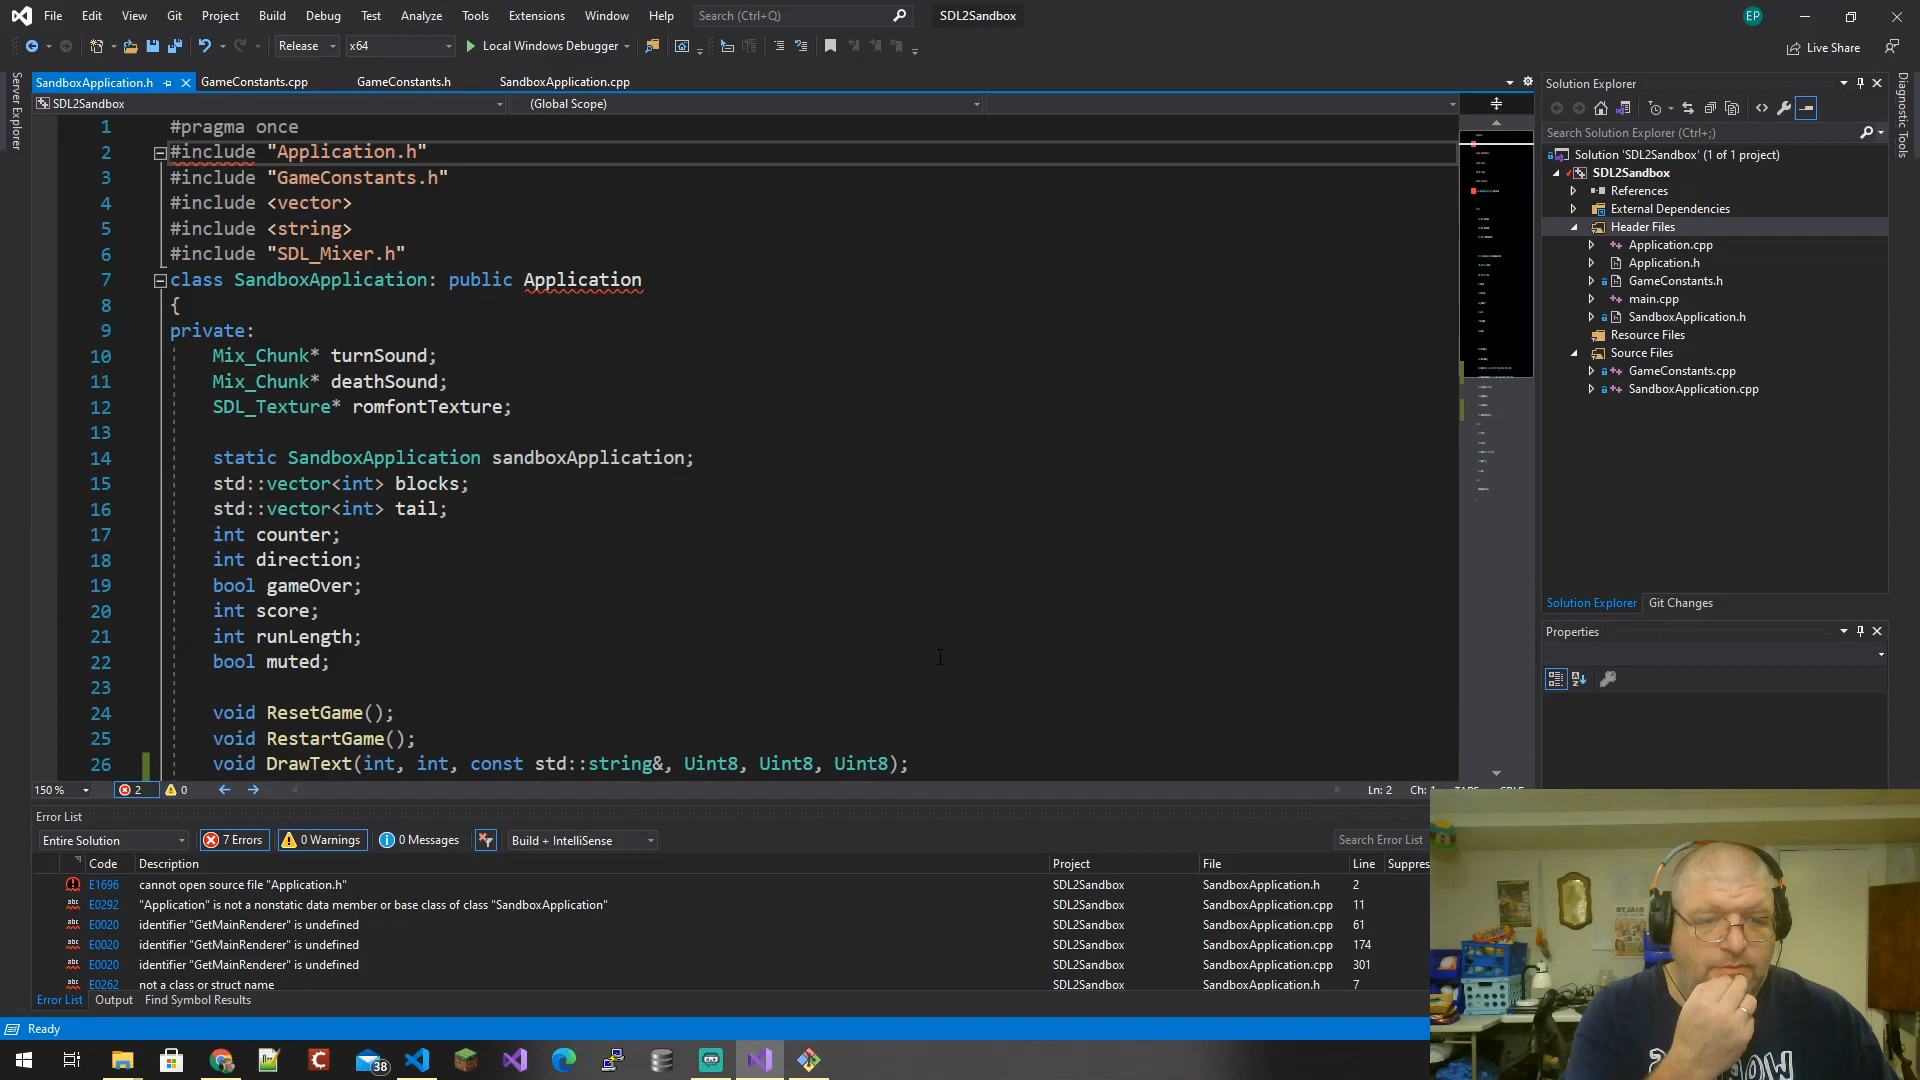 File Edit View Git Project Build Debug Test Analyze Tools Extensions Window Help Search (Ctrl+Q) SDL2Sandbox EP
Release x64 Local Windows Debugger Live Share
Server Explorer
SandboxApplication.h GameConstants.cpp GameConstants.h SandboxApplication.cpp
SDL2Sandbox (Global Scope)
1 #pragma once
2 #include "Application.h"
3 #include "GameConstants.h"
4 #include <vector>
5 #include <string>
6 #include "SDL_Mixer.h"
7 class SandboxApplication: public Application
8 {
9 private:
10 Mix_Chunk* turnSound;
11 Mix_Chunk* deathSound;
12 SDL_Texture* romfontTexture;
13
14 static SandboxApplication sandboxApplication;
15 std::vector<int> blocks;
16 std::vector<int> tail;
17 int counter;
18 int direction;
19 bool gameOver;
20 int score;
21 int runLength;
22 bool muted;
23
24 void ResetGame();
25 void RestartGame();
26 void DrawText(int, int, const std::string&, Uint8, Uint8, Uint8);
150 % 2 0 Ln: 2
Solution Explorer
Search Solution Explorer (Ctrl+;)
Solution 'SDL2Sandbox' (1 of 1 project)
SDL2Sandbox
References
External Dependencies
Header Files
Application.cpp
Application.h
GameConstants.h
main.cpp
SandboxApplication.h
Resource Files
Source Files
GameConstants.cpp
SandboxApplication.cpp
Solution Explorer Git Changes
Properties
Diagnostic Tools
Error List
Entire Solution 7 Errors 0 Warnings 0 Messages Build + IntelliSense Search Error List
Code Description Project File Line Suppres
E1696 cannot open source file "Application.h" SDL2Sandbox SandboxApplication.h 2
abc E0292 "Application" is not a nonstatic data member or base class of class "SandboxApplication" SDL2Sandbox SandboxApplication.cpp 11
abc E0020 identifier "GetMainRenderer" is undefined SDL2Sandbox SandboxApplication.cpp 61
abc E0020 identifier "GetMainRenderer" is undefined SDL2Sandbox SandboxApplication.cpp 174
abc E0020 identifier "GetMainRenderer" is undefined SDL2Sandbox SandboxApplication.cpp 301
abc E0262 not a class or struct name SDL2Sandbox SandboxApplication.h 7
Error List Output Find Symbol Results
Ready
38